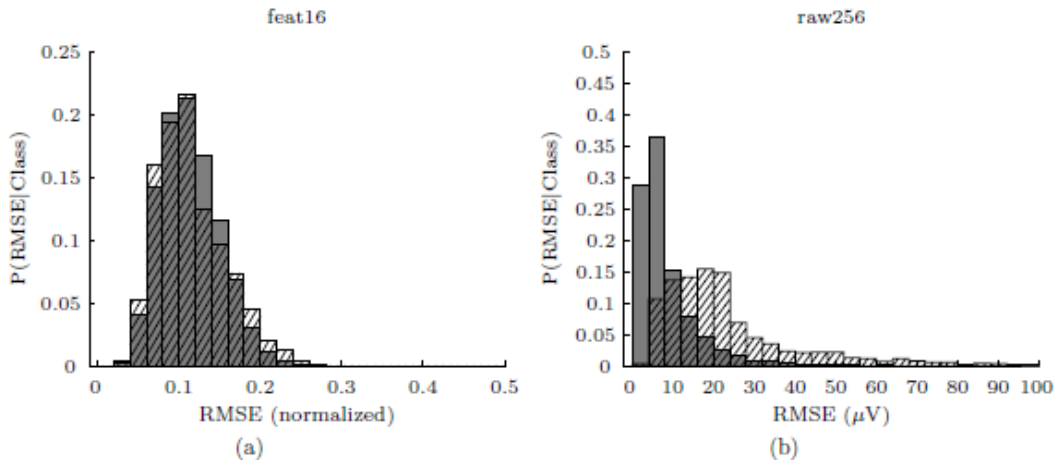 feat16
0.25
0.2
0.15
0.1
0.05
0
P(RMSE|Class)
0 0.1 0.2 0.3 0.4 0.5
RMSE (normalized)
(a)
raw256
0.5
0.45
0.4
0.35
0.3
0.25
0.2
0.15
0.1
0.05
0
P(RMSE|Class)
0 10 20 30 40 50 60 70 80 90 100
RMSE (μV)
(b)